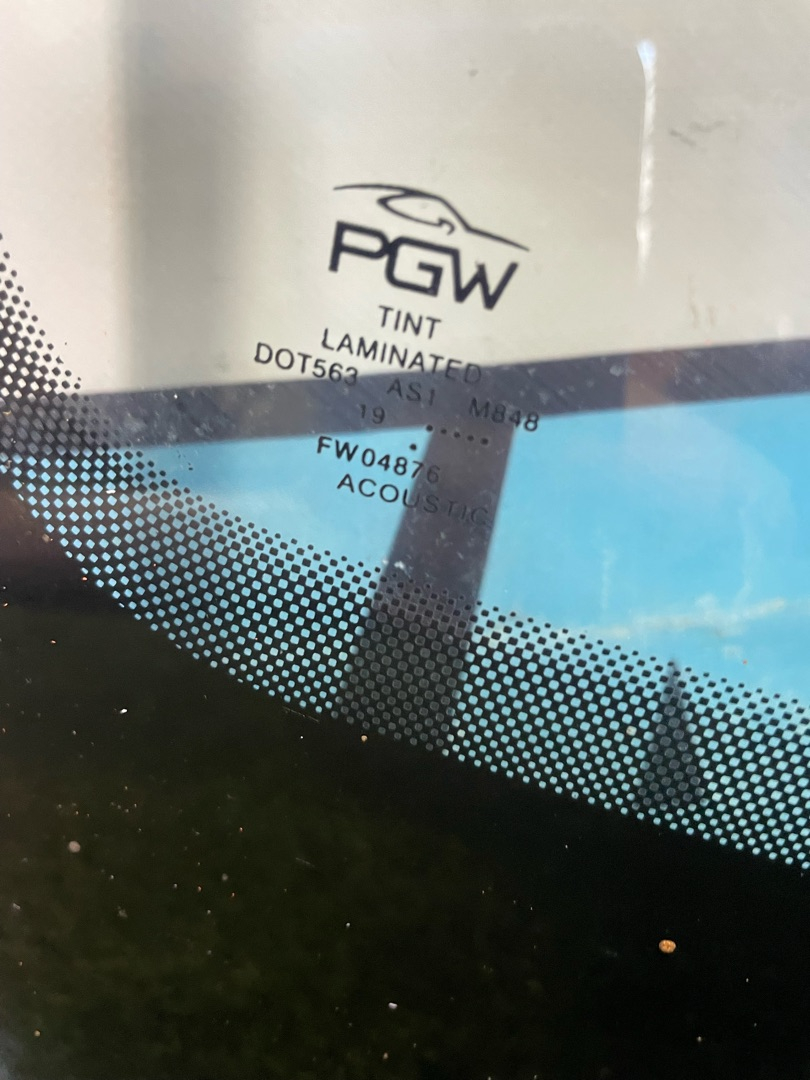 PGW
TINT
LAMINATED
DOT563 AS1 M848
19
FW04876
ACOUSTIC